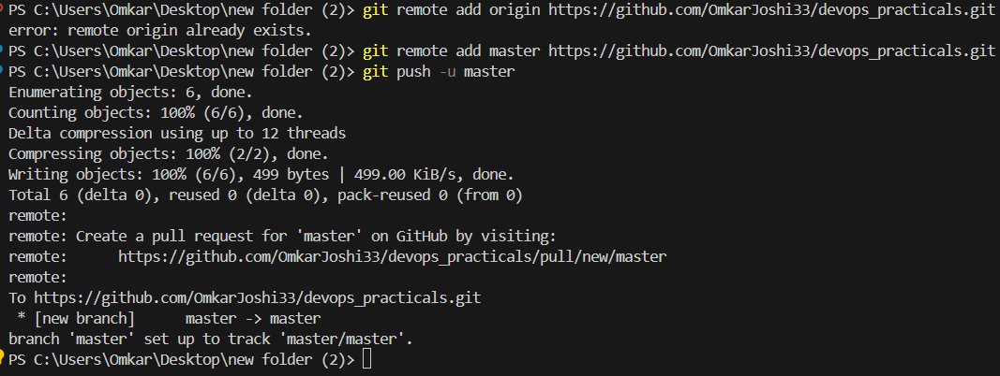 PS C:\Users\Omkar\Desktop\new folder (2)> git remote add origin https://github.com/OmkarJoshi33/devops_practicals.git
error: remote origin already exists.
PS C:\Users\Omkar\Desktop\new folder (2)> git remote add master https://github.com/OmkarJoshi33/devops_practicals.git
PS C:\Users\Omkar\Desktop\new folder (2)> git push -u master
Enumerating objects: 6, done.
Counting objects: 100% (6/6), done.
Delta compression using up to 12 threads
Compressing objects: 100% (2/2), done.
Writing objects: 100% (6/6), 499 bytes | 499.00 KiB/s, done.
Total 6 (delta 0), reused 0 (delta 0), pack-reused 0 (from 0)
remote:
remote: Create a pull request for 'master' on GitHub by visiting:
remote:      https://github.com/OmkarJoshi33/devops_practicals/pull/new/master
remote:
To https://github.com/OmkarJoshi33/devops_practicals.git
 * [new branch]      master -> master
branch 'master' set up to track 'master/master'.
PS C:\Users\Omkar\Desktop\new folder (2)>